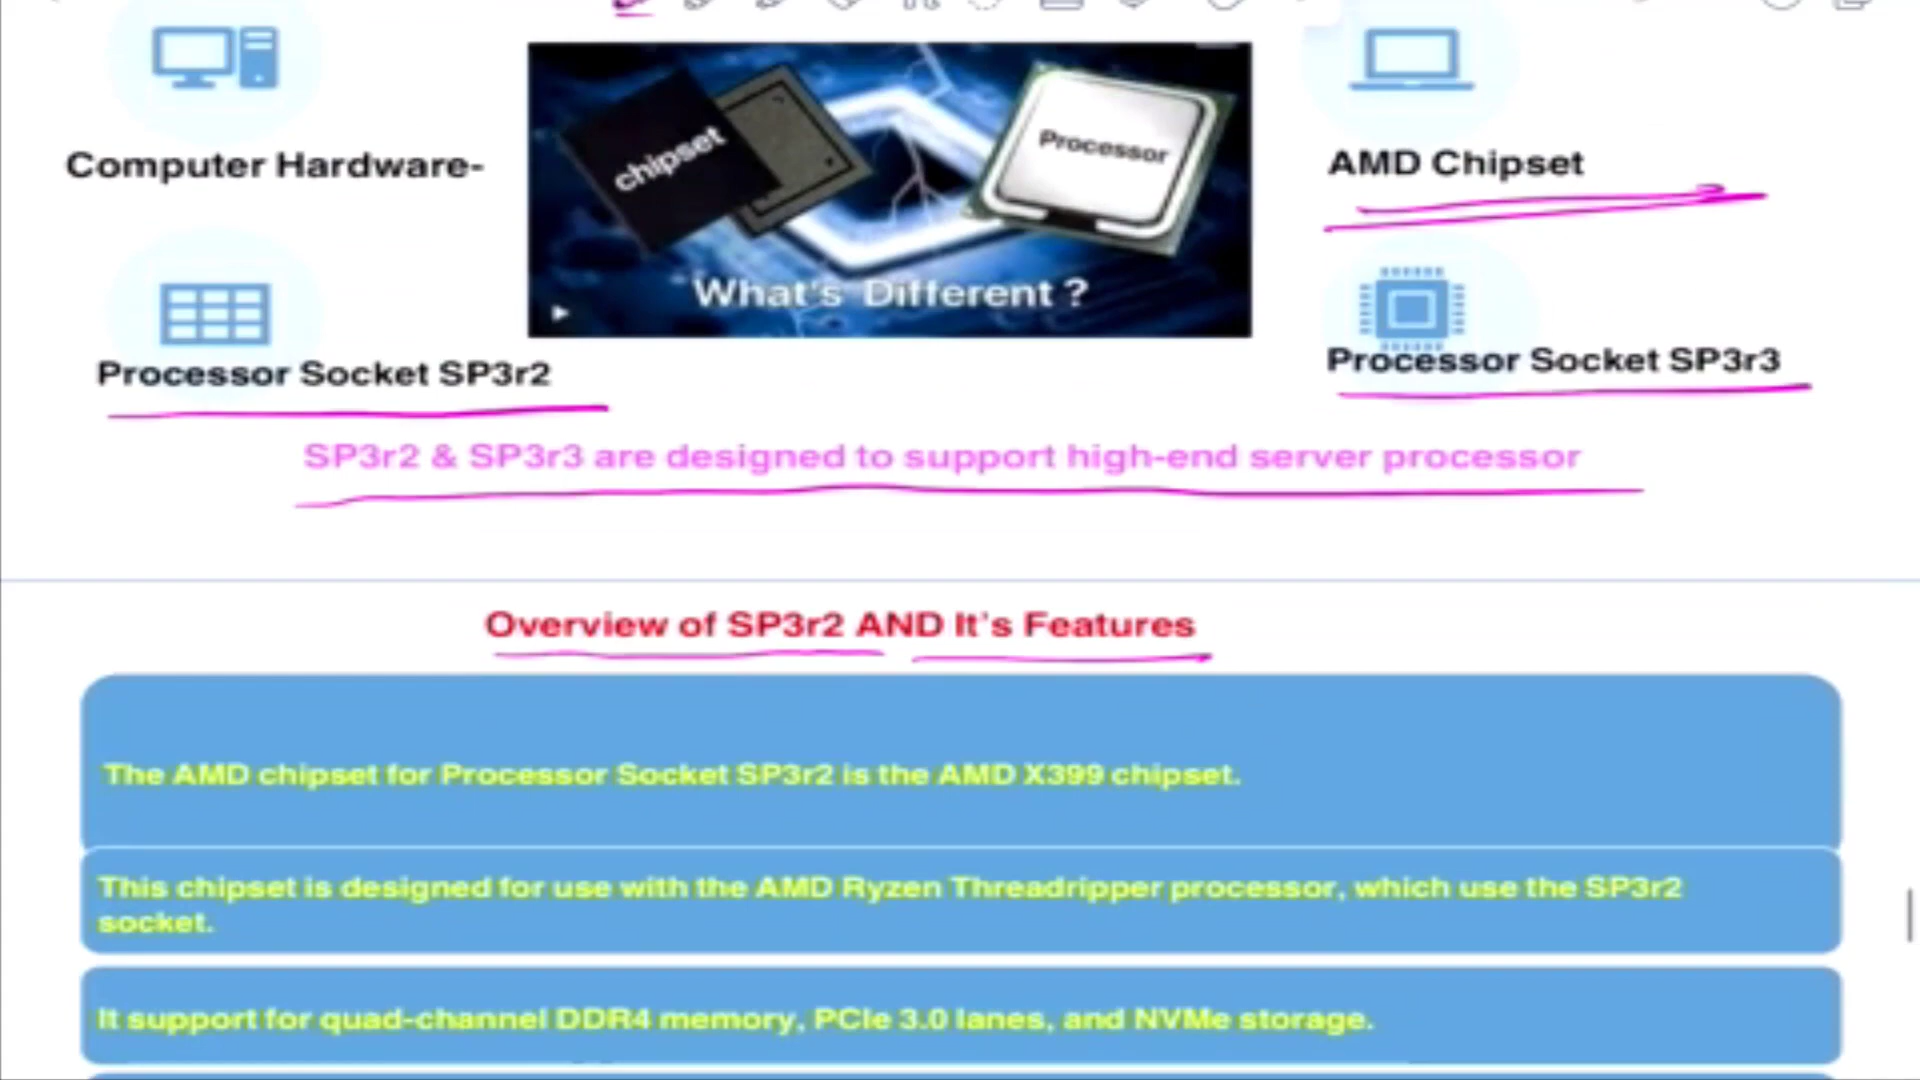 Computer Hardware-
chipset
Processor
What's Different ?
AMD Chipset
Processor Socket SP3r2
Processor Socket SP3r3
SP3r2 & SP3r3 are designed to support high-end server processor
Overview of SP3r2 AND It's Features
The AMD chipset for Processor Socket SP3r2 is the AMD X399 chipset.
This chipset is designed for use with the AMD Ryzen Threadripper processor, which use the SP3r2
socket.
It support for quad-channel DDR4 memory, PCIe 3.0 lanes, and NVMe storage.